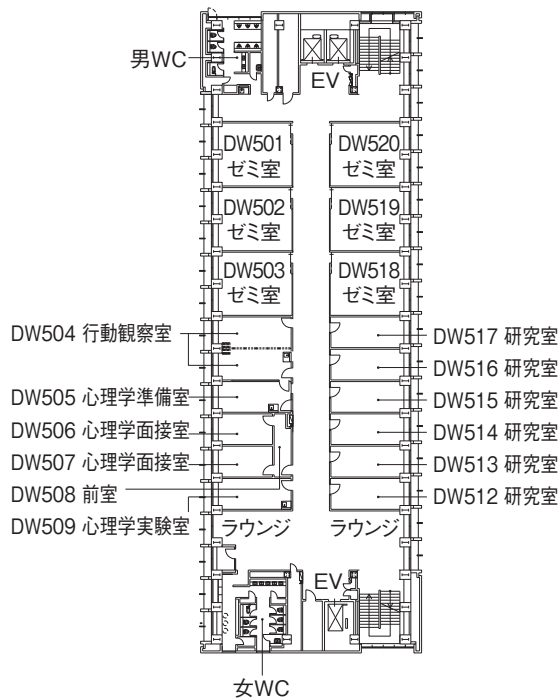 男WC
EV
DW501
ゼミ室
DW520
ゼミ室
DW502
ゼミ室
DW519
ゼミ室
DW503
ゼミ室
DW518
ゼミ室
DW504 行動観察室
DW517 研究室
DW516 研究室
DW505 心理学準備室
DW515 研究室
DW506 心理学面接室
DW514 研究室
DW507 心理学面接室
DW513 研究室
DW508 前室
DW512 研究室
DW509 心理学実験室
ラウンジ
ラウンジ
EV
女WC